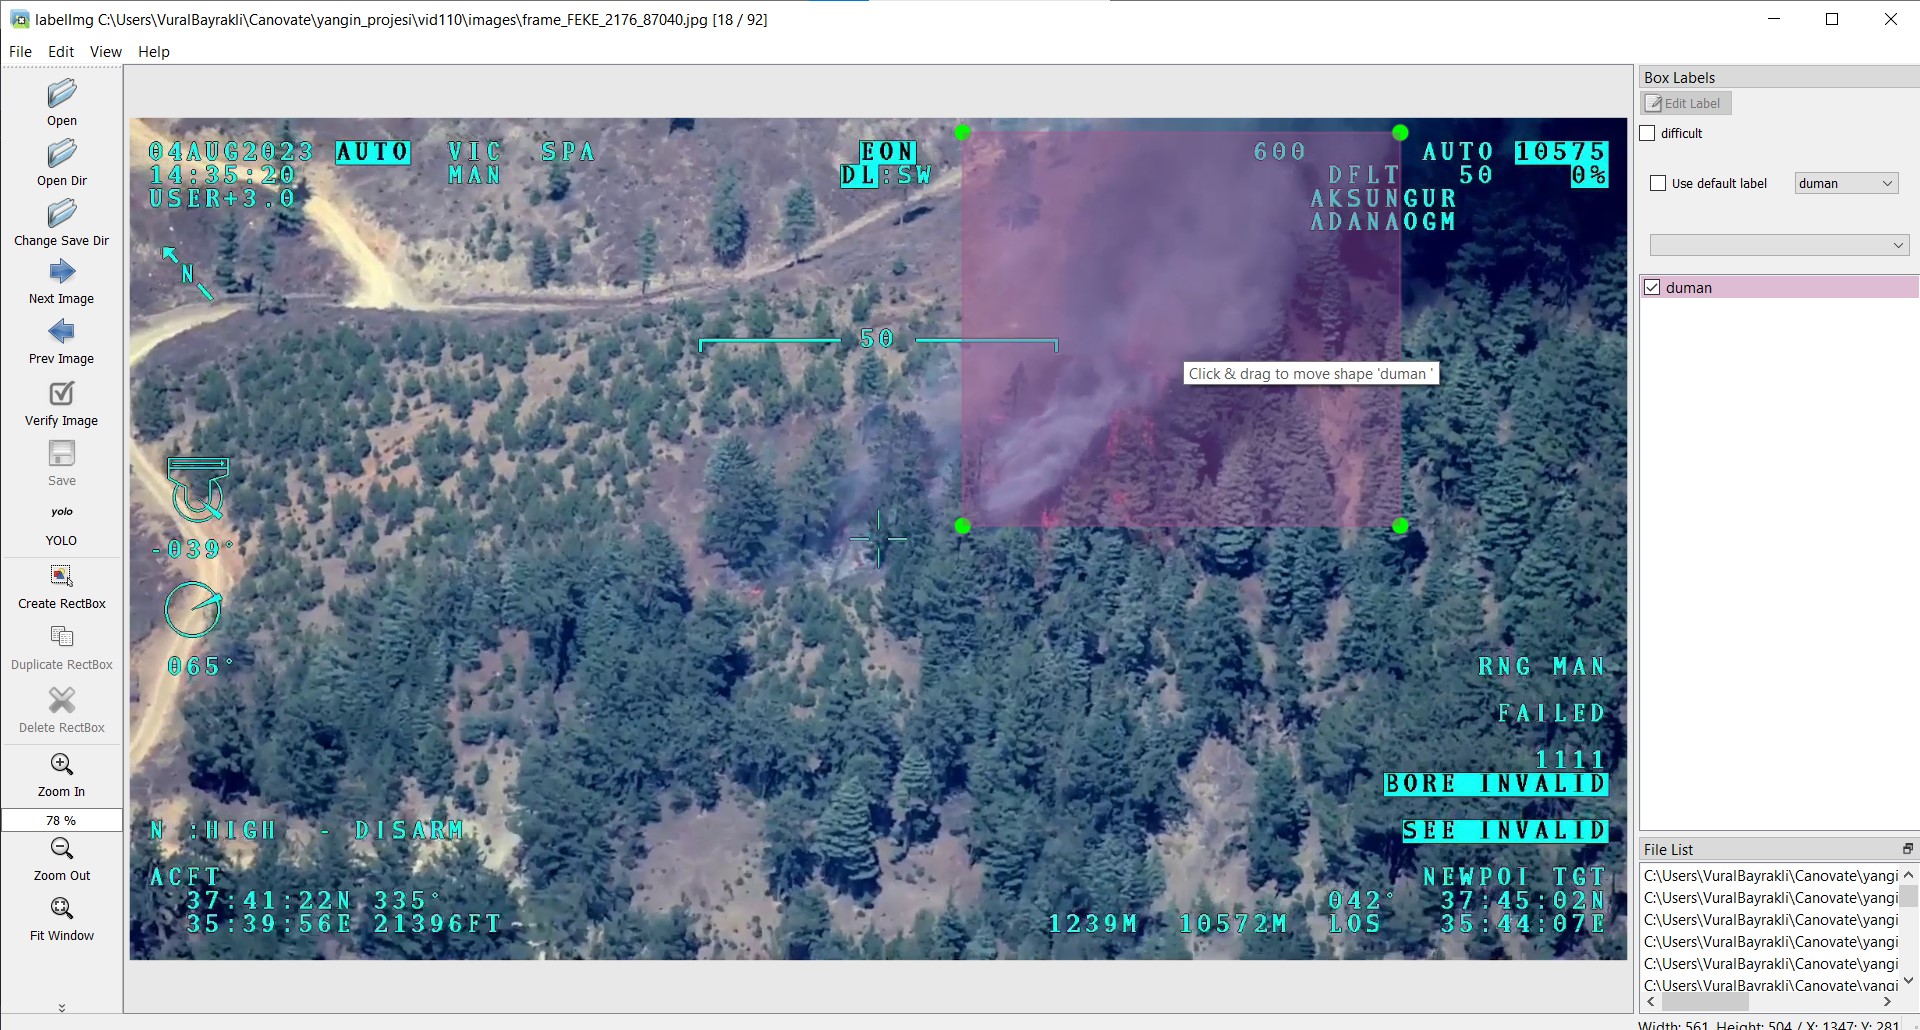 labelImg C:\Users\VuralBayrakli\Canovate\yangin_projesi\vid110\images\frame_FEKE_2176_87040.jpg [18 / 92]
File Edit View Help
Open
Open Dir
Change Save Dir
Next Image
Prev Image
Verify Image
Save
yolo
YOLO
Create RectBox
Duplicate RectBox
Delete RectBox
Zoom In
78 %
Zoom Out
Fit Window
04AUG2023 AUTO VIC SPA EON 600 AUTO 10575
14:35:20 MAN DL:SW DFLT 50 0%
USER+3.0 AKSUNGUR
ADANAOGM
N
50
Click & drag to move shape 'duman '
-039°
065°
RNG MAN
FAILED
1111
BORE INVALID
N :HIGH - DISARM SEE INVALID
ACFT NEWPOI TGT
37:41:22N 335° 042° 37:45:02N
35:39:56E 21396FT 1239M 10572M LOS 35:44:07E
Box Labels
Edit Label
difficult
Use default label duman
duman
File List
C:\Users\VuralBayrakli\Canovate\yangi
C:\Users\VuralBayrakli\Canovate\yangi
C:\Users\VuralBayrakli\Canovate\yangi
C:\Users\VuralBayrakli\Canovate\yangi
C:\Users\VuralBayrakli\Canovate\yangi
C:\Users\VuralBayrakli\Canovate\yangi
Width: 561, Height: 504 / X: 1347; Y: 281